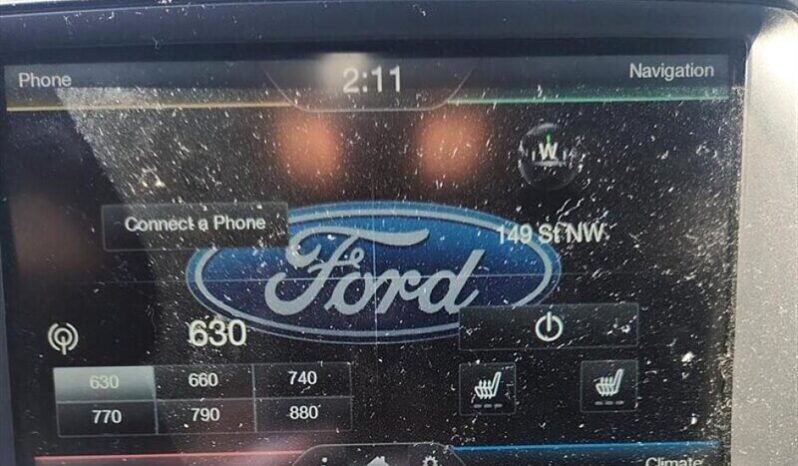 Phone
2:11
Navigation
W
Connect a Phone
149 St NW
Ford
630
630 660 740
770 790 880
Climate